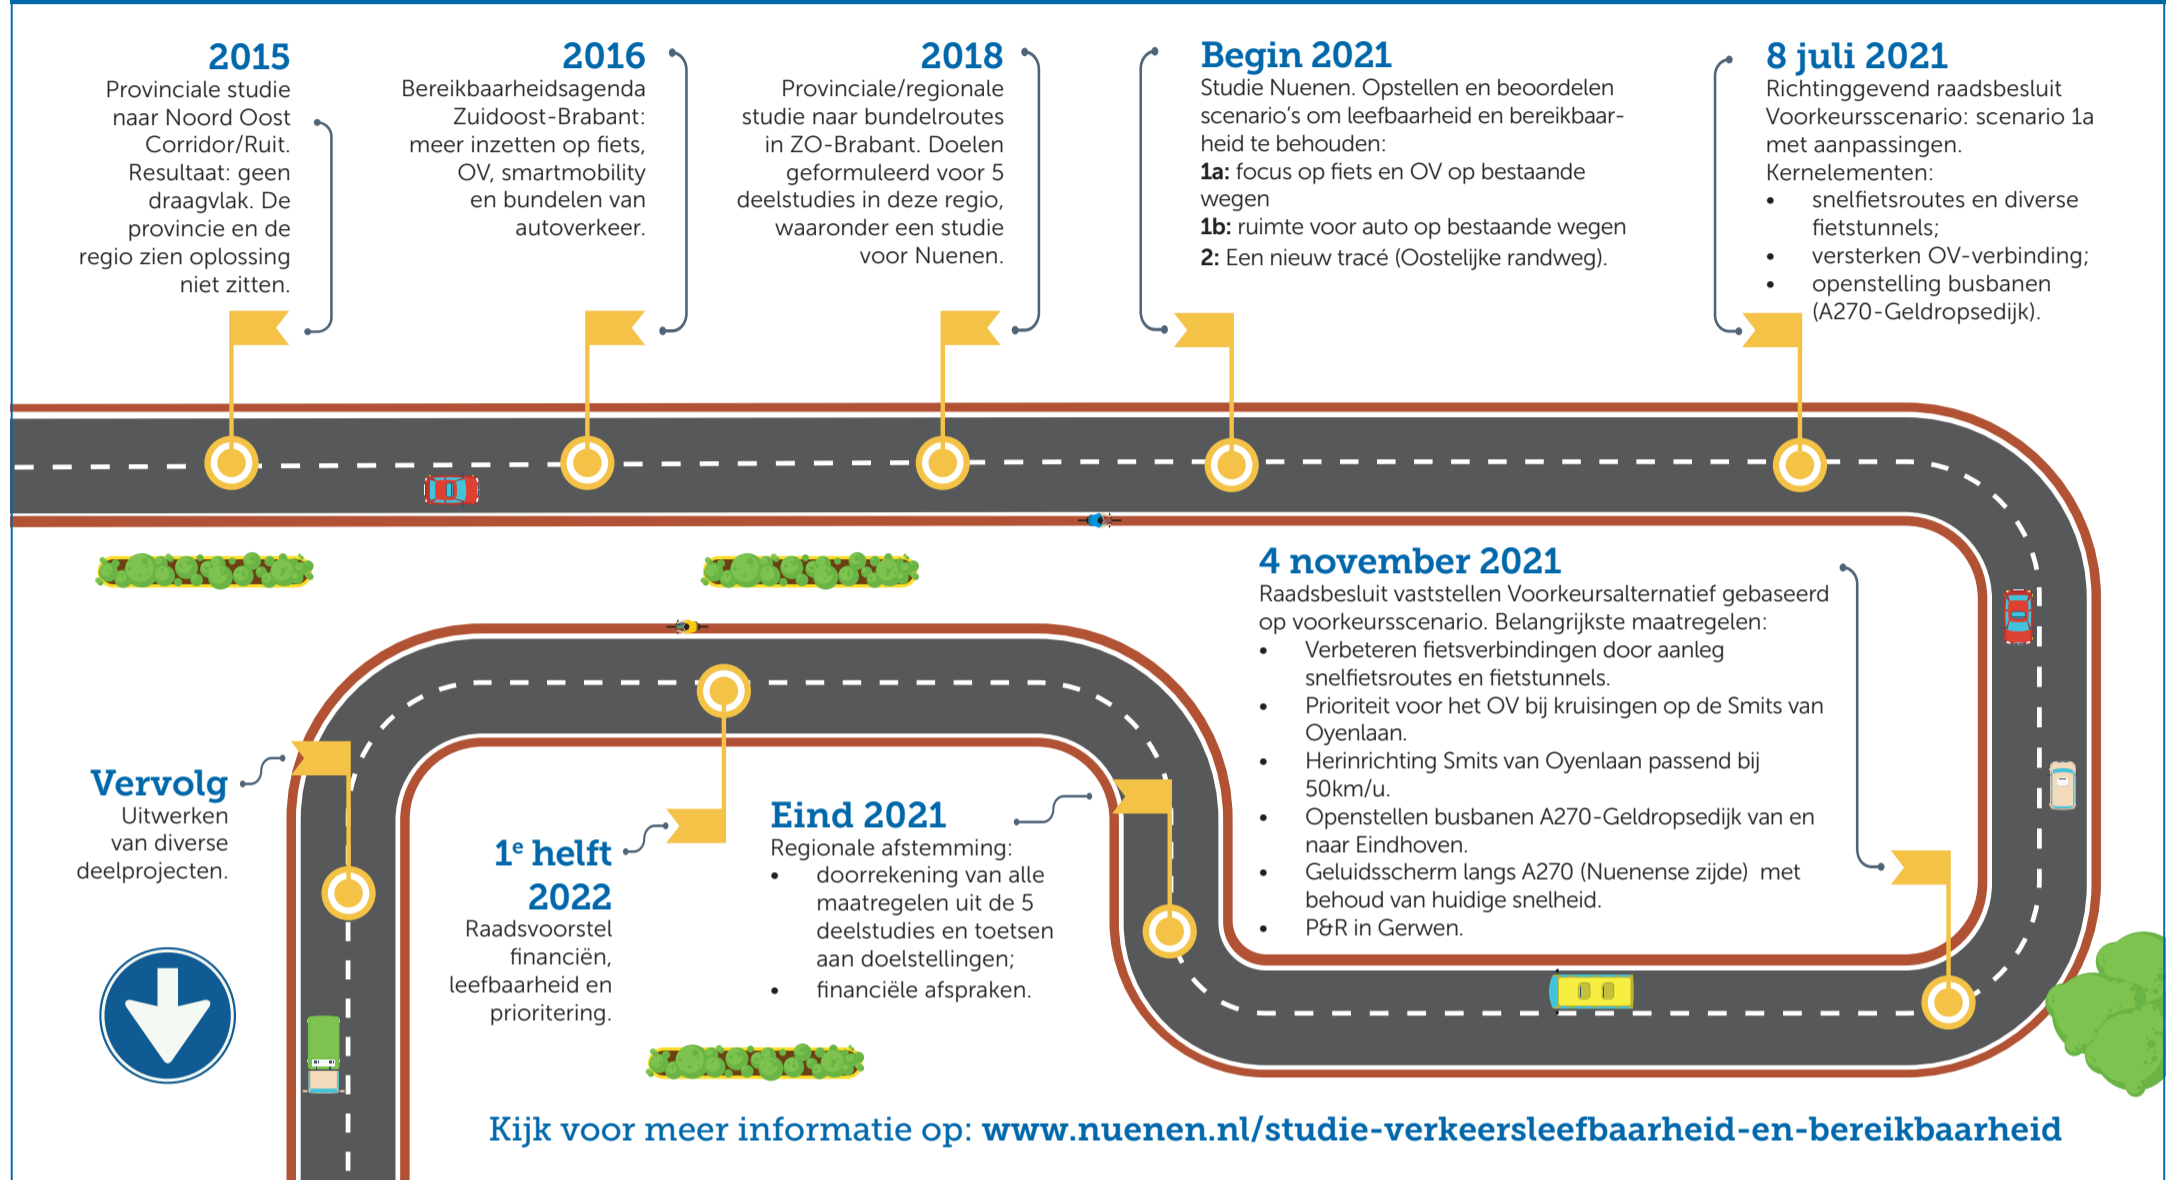 2015
Provinciale studie
naar Noord Oost
Corridor/Ruit.
Resultaat: geen
draagvlak. De
provincie en de
regio zien oplossing
niet zitten.
2016
Bereikbaarheidsagenda
Zuidoost-Brabant:
meer inzetten op fiets,
OV, smartmobility
en bundelen van
autoverkeer.
2018
Provinciale/regionale
studie naar bundelroutes
in ZO-Brabant. Doelen
geformuleerd voor 5
deelstudies in deze regio,
waaronder een studie
voor Nuenen.
Begin 2021
Studie Nuenen. Opstellen en beoordelen
scenario's om leefbaarheid en bereikbaar-
heid te behouden:
1a: focus op fiets en OV op bestaande
wegen
1b: ruimte voor auto op bestaande wegen
2: Een nieuw tracé (Oostelijke randweg).
8 juli 2021
Richtinggevend raadsbesluit
Voorkeursscenario: scenario 1a
met aanpassingen.
Kernelementen:
• snelfietsroutes en diverse
fietstunnels;
• versterken OV-verbinding;
• openstelling busbanen
(A270-Geldropsedijk).
4 november 2021
Raadsbesluit vaststellen Voorkeursalternatief gebaseerd
op voorkeursscenario. Belangrijkste maatregelen:
• Verbeteren fietsverbindingen door aanleg
snelfietsroutes en fietstunnels.
• Prioriteit voor het OV bij kruisingen op de Smits van
Oyenlaan.
• Herinrichting Smits van Oyenlaan passend bij
50km/u.
• Openstellen busbanen A270-Geldropsedijk van en
naar Eindhoven.
• Geluidsscherm langs A270 (Nuenense zijde) met
behoud van huidige snelheid.
• P&R in Gerwen.
Eind 2021
Regionale afstemming:
• doorrekening van alle
maatregelen uit de 5
deelstudies en toetsen
aan doelstellingen;
• financiële afspraken.
1e helft
2022
Raadsvoorstel
financiën,
leefbaarheid en
prioritering.
Vervolg
Uitwerken
van diverse
deelprojecten.
Kijk voor meer informatie op: www.nuenen.nl/studie-verkeersleefbaarheid-en-bereikbaarheid